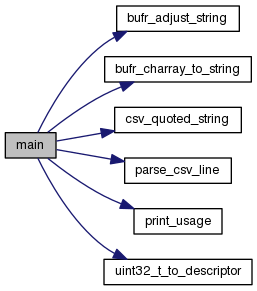 bufr_adjust_string
bufr_charray_to_string
csv_quoted_string
main
parse_csv_line
print_usage
uint32_t_to_descriptor